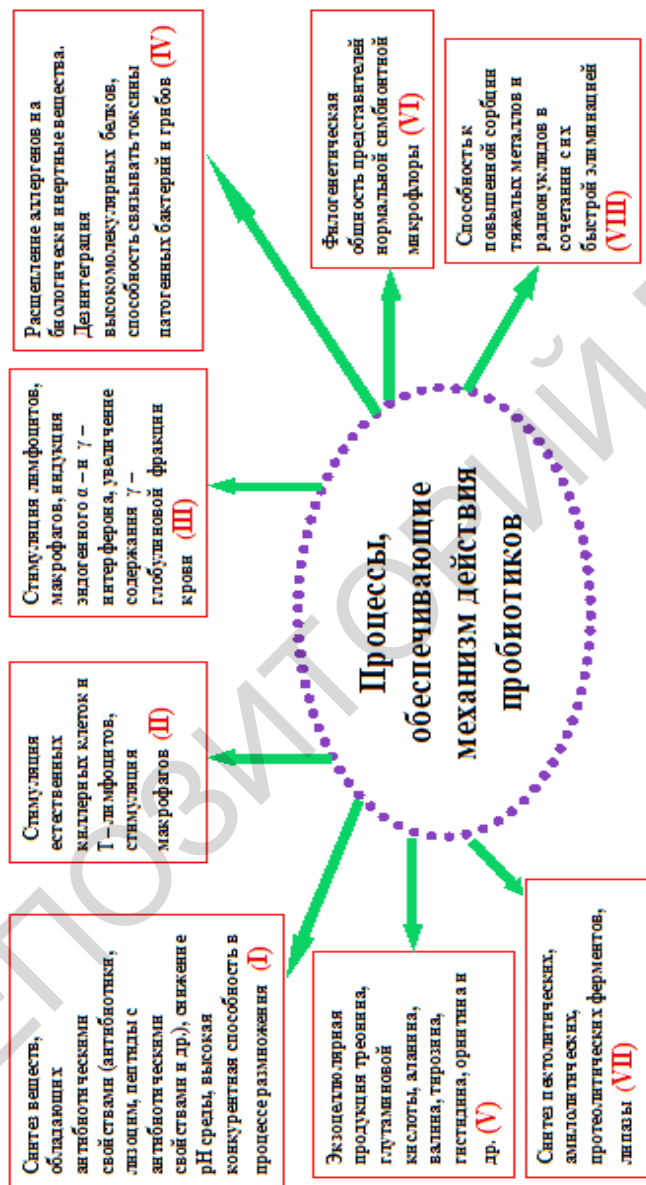 Синтез веществ,
обладающих
антибиотическими
свойствами (антибиотики,
лизоцим, пептиды с
антибиотическими
свойствами и др.), снижение
pH среды, высокая
конкурентная способность в
процессе размножения (I)
Стимуляция
естественных
киллерных клеток и
Т – лимфоцитов,
стимуляция
макрофагов (II)
Стимуляция лимфоцитов,
макрофагов, индукция
эндогенного α – и γ –
интерферона, увеличение
содержания γ –
глобулиновой фракции
крови (III)
Расщепление аллергенов на
биологически инертные вещества.
Дезинтеграция
высокомолекулярных белков,
способность связывать токсины
патогенных бактерий и грибов (IV)
Экзоцеллюлярная
продукция треонина,
глутаминовой
кислоты, аланина,
валина, тирозина,
гистидина, орнитина и
др. (V)
Процессы,
обеспечивающие
механизм действия
пробиотиков
Филогенетическая
общность представителей
нормальной симбионтной
микрофлоры (VI)
Синтез пектолитических,
амилолитических,
протеолитических ферментов,
липазы (VII)
Способность к
повышенной сорбции
тяжелых металлов и
радионуклидов в
сочетании с их
быстрой элиминацией
(VIII)
ЕПОЗИТОРИЙ